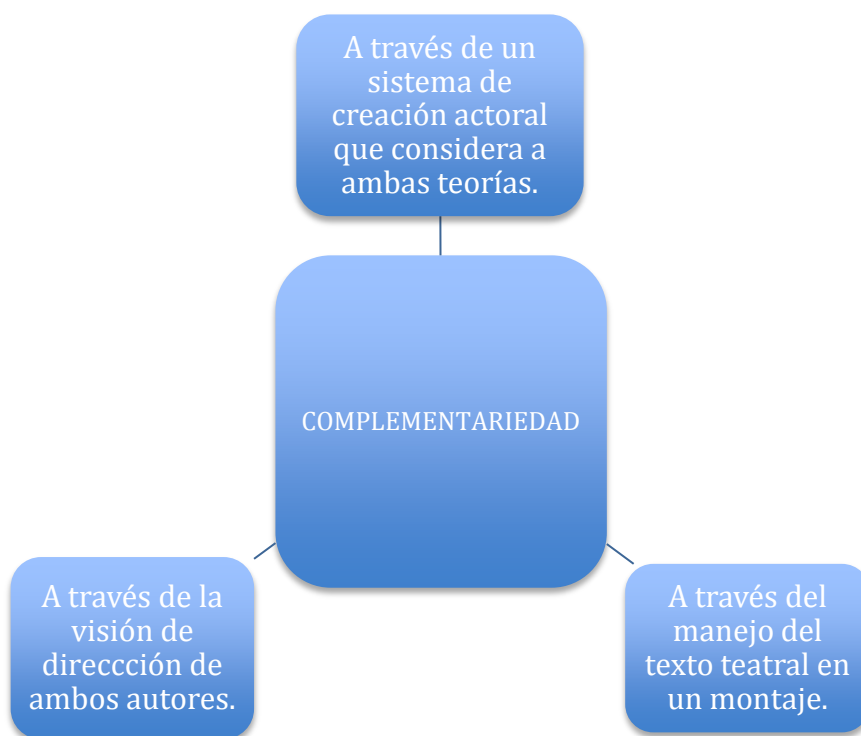 A través de un
sistema de
creación actoral
que considera a
ambas teorías.
COMPLEMENTARIEDAD
A través de la
visión de
direccción de
ambos autores.
A través del
manejo del
texto teatral en
un montaje.